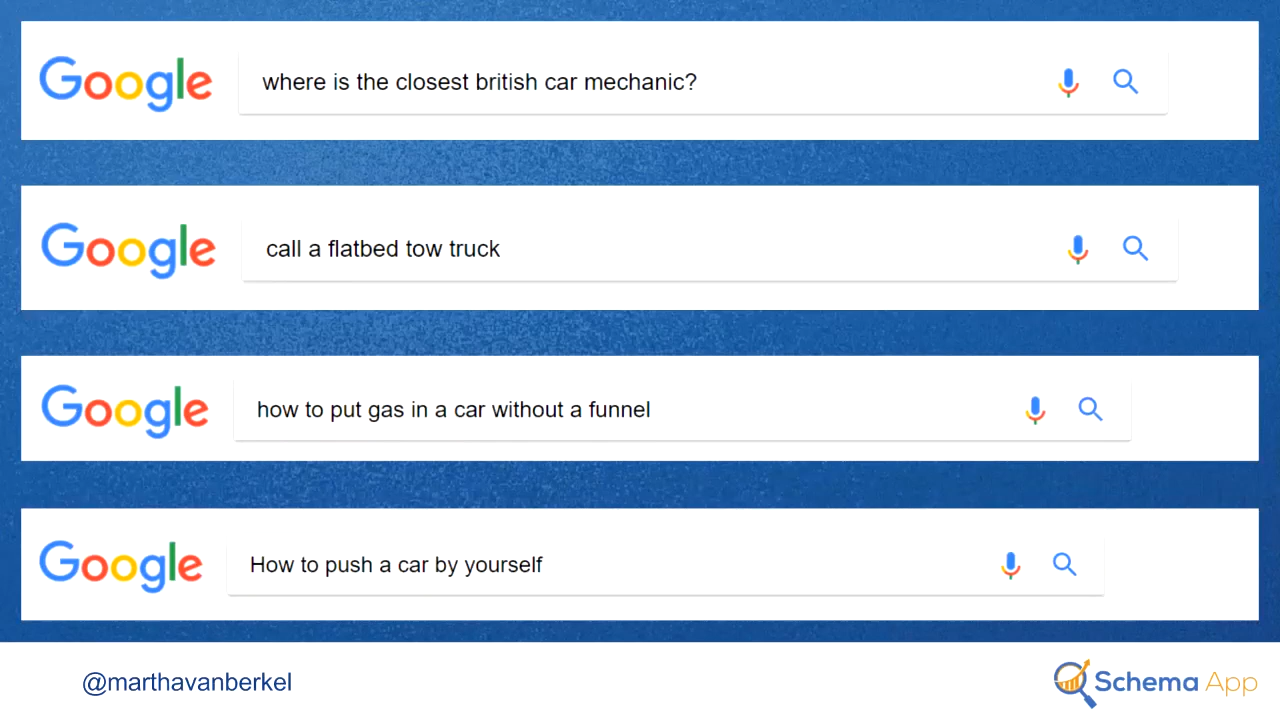 Google where is the closest british car mechanic?
Google call a flatbed tow truck
Google how to put gas in a car without a funnel
Google How to push a car by yourself
@marthavanberkel Schema App